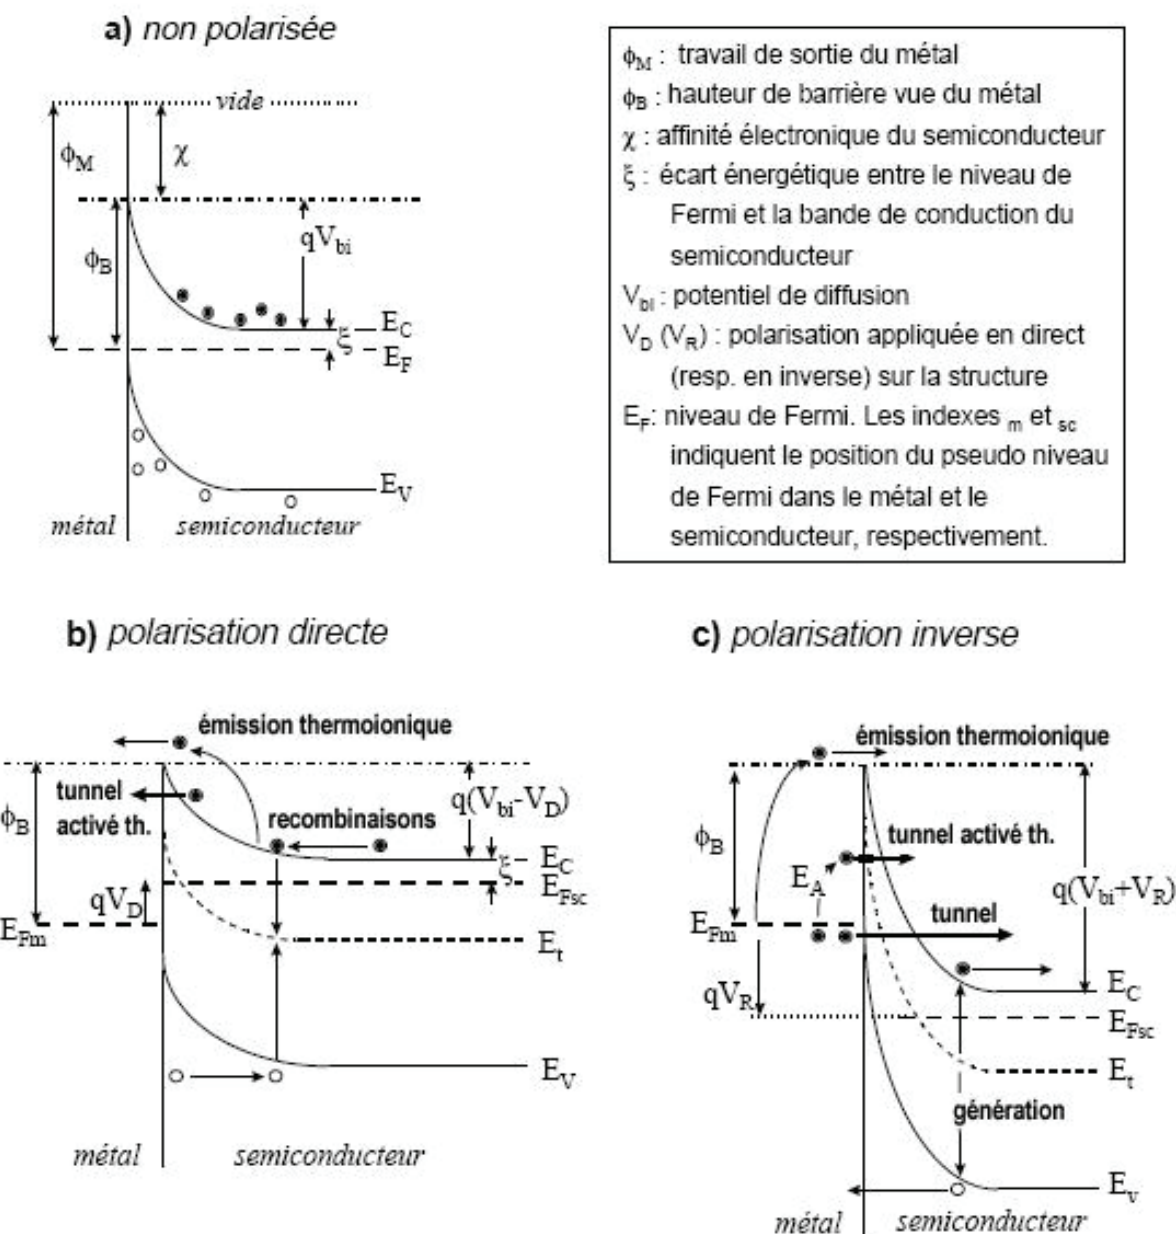 a) non polarisée
vide
ϕM
χ
qVbi
ϕB
EC
ξ
EF
EV
métal semiconducteur
ϕM : travail de sortie du métal
ϕB : hauteur de barrière vue du métal
χ : affinité électronique du semiconducteur
ξ : écart énergétique entre le niveau de
Fermi et la bande de conduction du
semiconducteur
Vbi : potentiel de diffusion
VD (VR) : polarisation appliquée en direct
(resp. en inverse) sur la structure
EF: niveau de Fermi. Les indexes m et sc
indiquent le position du pseudo niveau
de Fermi dans le métal et le
semiconducteur, respectivement.
b) polarisation directe
émission thermoionique
tunnel
activé th.
q(Vbi-VD)
ϕB
recombinaisons
EC
ξ
EFsc
qVD
EFm
Et
EV
métal semiconducteur
c) polarisation inverse
émission thermoionique
ϕB
tunnel activé th.
EA
q(Vbi+VR)
tunnel
EFm
qVR
EC
EFsc
Et
génération
Ev
métal semiconducteur